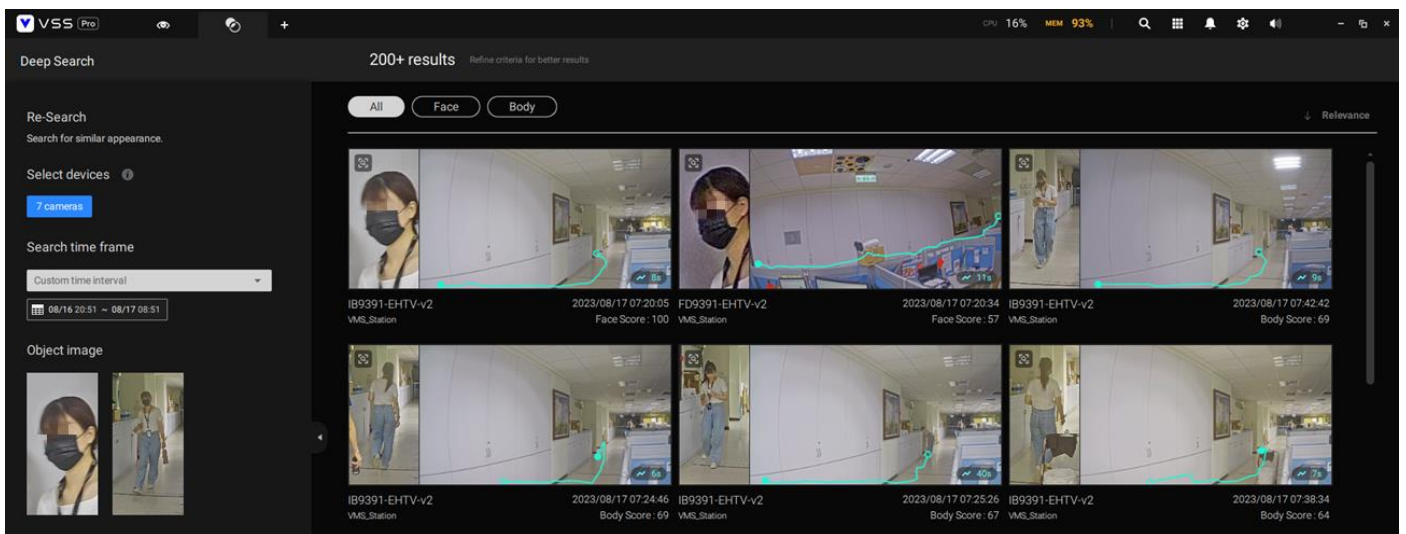 VSS Pro
+
CPU 16% MEM 93%
Deep Search
200+ results Refine criteria for better results
Re-Search
Search for similar appearance.
Select devices
7 cameras
Search time frame
Custom time interval
08/16 20:51 ~ 08/17 08:51
Object image
All Face Body
↓ Relevance
8s
IB9391-EHTV-v2 2023/08/17 07:20:05
VMS_Station Face Score : 100
11s
FD9391-EHTV-v2 2023/08/17 07:20:34
VMS_Station Face Score : 57
9s
IB9391-EHTV-v2 2023/08/17 07:42:42
VMS_Station Body Score : 69
6s
IB9391-EHTV-v2 2023/08/17 07:24:46
VMS_Station Body Score : 69
40s
IB9391-EHTV-v2 2023/08/17 07:25:26
VMS_Station Body Score : 67
7s
IB9391-EHTV-v2 2023/08/17 07:38:34
VMS_Station Body Score : 64